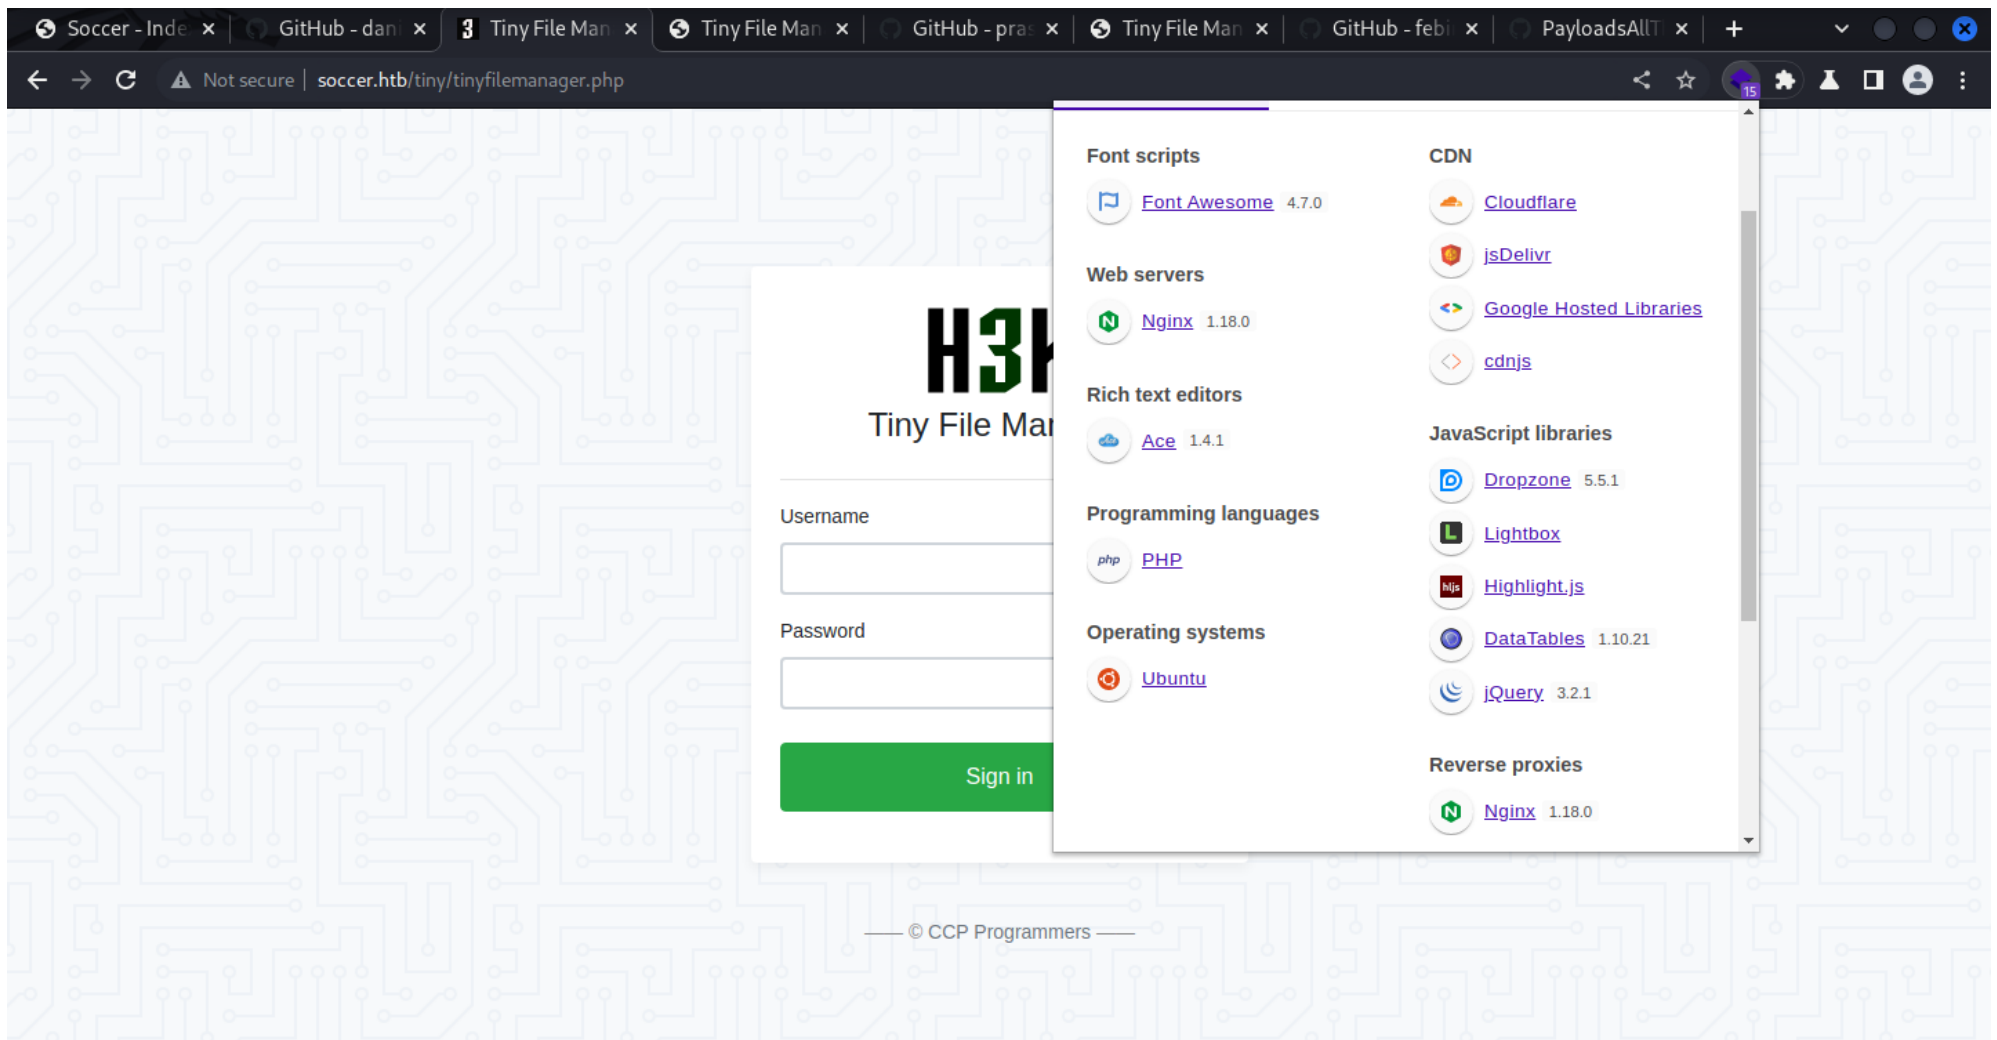 Soccer - Inde
GitHub - dani
Tiny File Man
Tiny File Man
GitHub - pras
Tiny File Man
GitHub - febi
PayloadsAllT
Not secure
soccer.htb/tiny/tinyfilemanager.php
15
H3K
Tiny File Man
Username
Password
Sign in
—— © CCP Programmers ——
Font scripts
Font Awesome 4.7.0
Web servers
Nginx 1.18.0
Rich text editors
Ace 1.4.1
Programming languages
php PHP
Operating systems
Ubuntu
CDN
Cloudflare
jsDelivr
Google Hosted Libraries
cdnjs
JavaScript libraries
Dropzone 5.5.1
Lightbox
hljs Highlight.js
DataTables 1.10.21
jQuery 3.2.1
Reverse proxies
Nginx 1.18.0